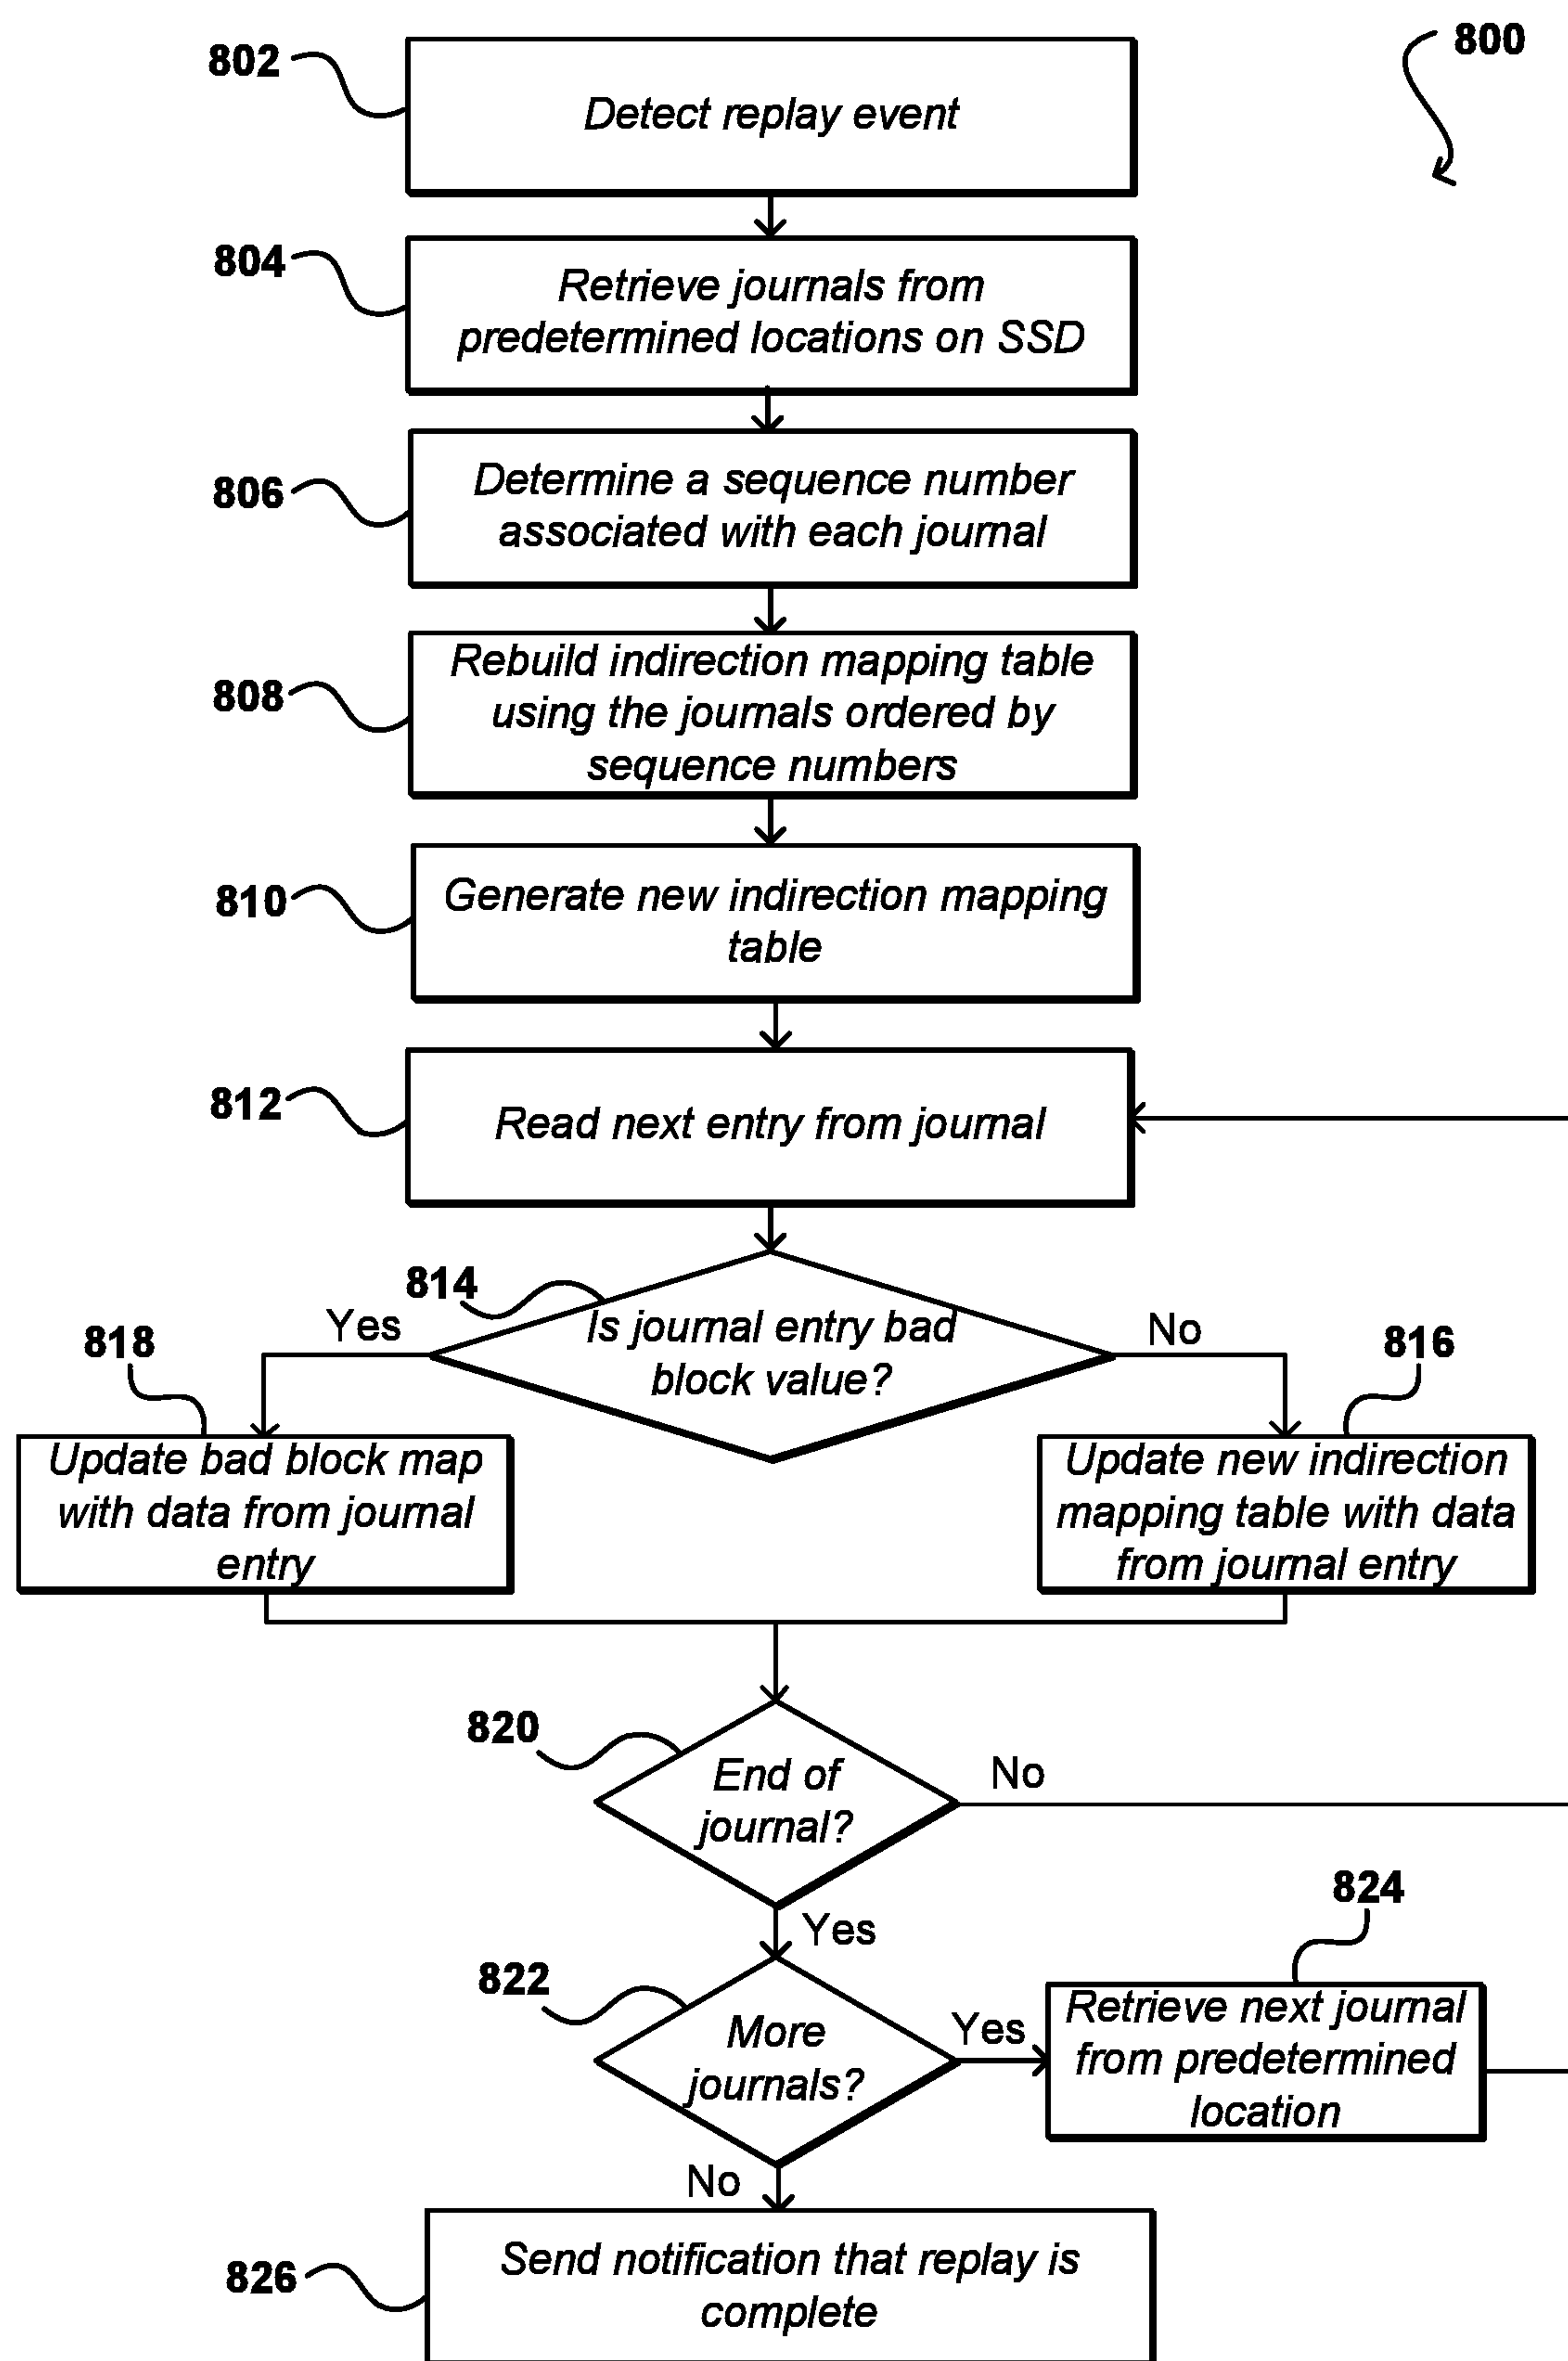 802
800
Detect replay event
804
Retrieve journals from
predetermined locations on SSD
806
Determine a sequence number
associated with each journal
808
Rebuild indirection mapping table
using the journals ordered by
sequence numbers
810
Generate new indirection mapping
table
812
Read next entry from journal
814
Is journal entry bad
block value?
Yes
No
818
816
Update bad block map
with data from journal
entry
Update new indirection
mapping table with data
from journal entry
820
End of
journal?
No
Yes
822
More
journals?
Yes
824
Retrieve next journal
from predetermined
location
No
826
Send notification that replay is
complete